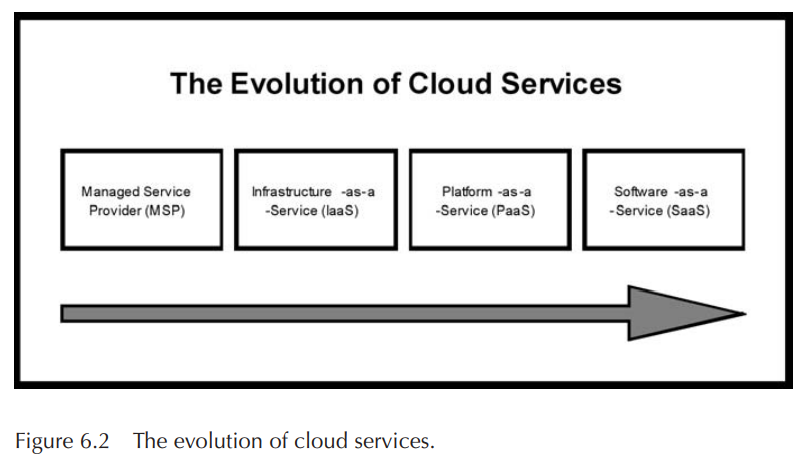 The Evolution of Cloud Services
Managed Service
Provider (MSP)
Infrastructure -as-a
-Service (IaaS)
Platform -as-a
-Service (PaaS)
Software -as-a
-Service (SaaS)
Figure 6.2 The evolution of cloud services.